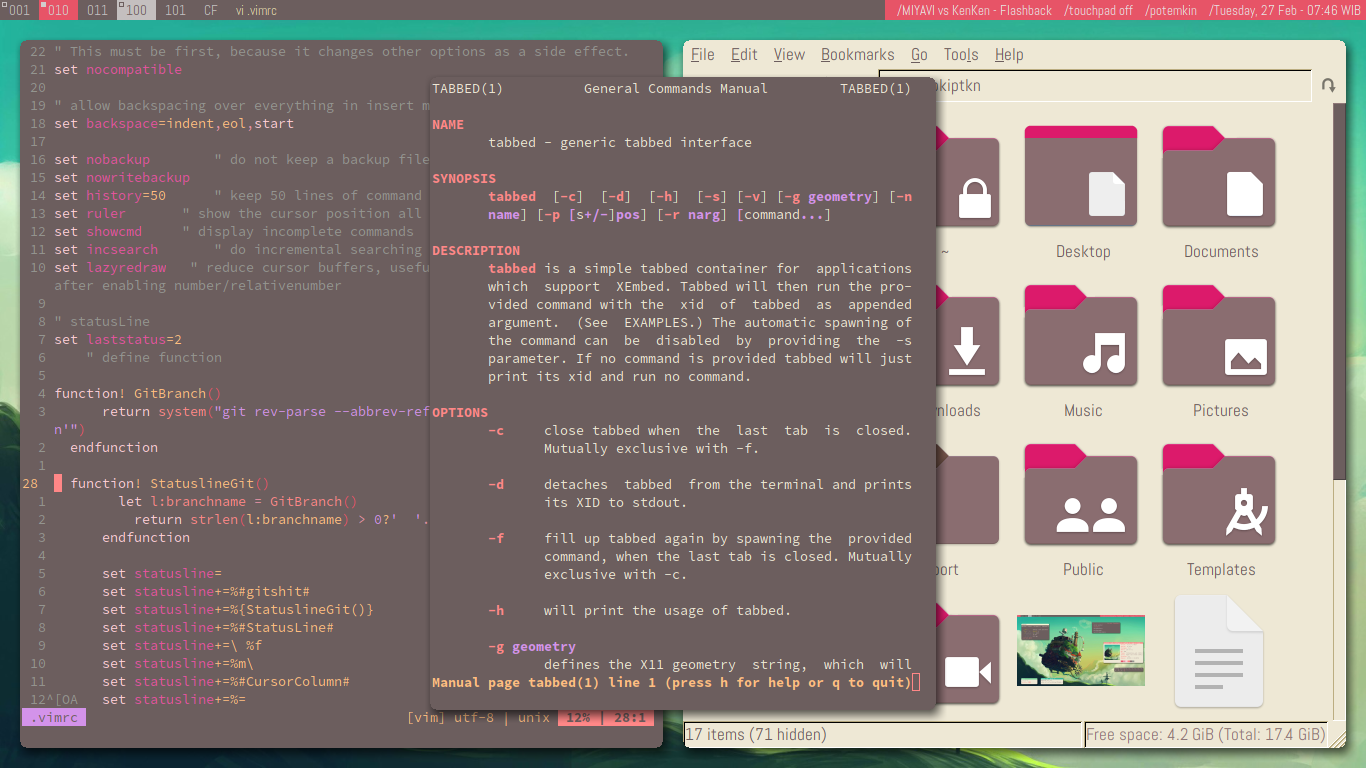 001 010 011 100 101 CF vi .vimrc
/MIYAVI vs KenKen - Flashback /touchpad off /potemkin /Tuesday, 27 Feb - 07:46 WIB
22 " This must be first, because it changes other options as a side effect.
21 set nocompatible
20
19 " allow backspacing over everything in insert m
18 set backspace=indent,eol,start
17
16 set nobackup " do not keep a backup file
15 set nowritebackup
14 set history=50 " keep 50 lines of command
13 set ruler " show the cursor position all
12 set showcmd " display incomplete commands
11 set incsearch " do incremental searching
10 set lazyredraw " reduce cursor buffers, usefu
after enabling number/relativenumber
9
8 " statusLine
7 set laststatus=2
6 " define function
5
4 function! GitBranch()
3 return system("git rev-parse --abbrev-ref
n'")
2 endfunction
1
28 function! StatuslineGit()
1 let l:branchname = GitBranch()
2 return strlen(l:branchname) > 0?' '.
3 endfunction
4
5 set statusline=
6 set statusline+=%#gitshit#
7 set statusline+=%{StatuslineGit()}
8 set statusline+=%#StatusLine#
9 set statusline+=\ %f
10 set statusline+=%m\
11 set statusline+=%#CursorColumn#
12^[OA set statusline+=%=
.vimrc [vim] utf-8 | unix 12% | 28:1
TABBED(1) General Commands Manual TABBED(1)
NAME
tabbed - generic tabbed interface
SYNOPSIS
tabbed [-c] [-d] [-h] [-s] [-v] [-g geometry] [-n
name] [-p [s+/-]pos] [-r narg] [command...]
DESCRIPTION
tabbed is a simple tabbed container for applications
which support XEmbed. Tabbed will then run the pro-
vided command with the xid of tabbed as appended
argument. (See EXAMPLES.) The automatic spawning of
the command can be disabled by providing the -s
parameter. If no command is provided tabbed will just
print its xid and run no command.
OPTIONS
-c close tabbed when the last tab is closed.
Mutually exclusive with -f.
-d detaches tabbed from the terminal and prints
its XID to stdout.
-f fill up tabbed again by spawning the provided
command, when the last tab is closed. Mutually
exclusive with -c.
-h will print the usage of tabbed.
-g geometry
defines the X11 geometry string, which will
Manual page tabbed(1) line 1 (press h for help or q to quit)
File Edit View Bookmarks Go Tools Help
kiptkn
~ Desktop Documents
nloads Music Pictures
port Public Templates
17 items (71 hidden)
Free space: 4.2 GiB (Total: 17.4 GiB)